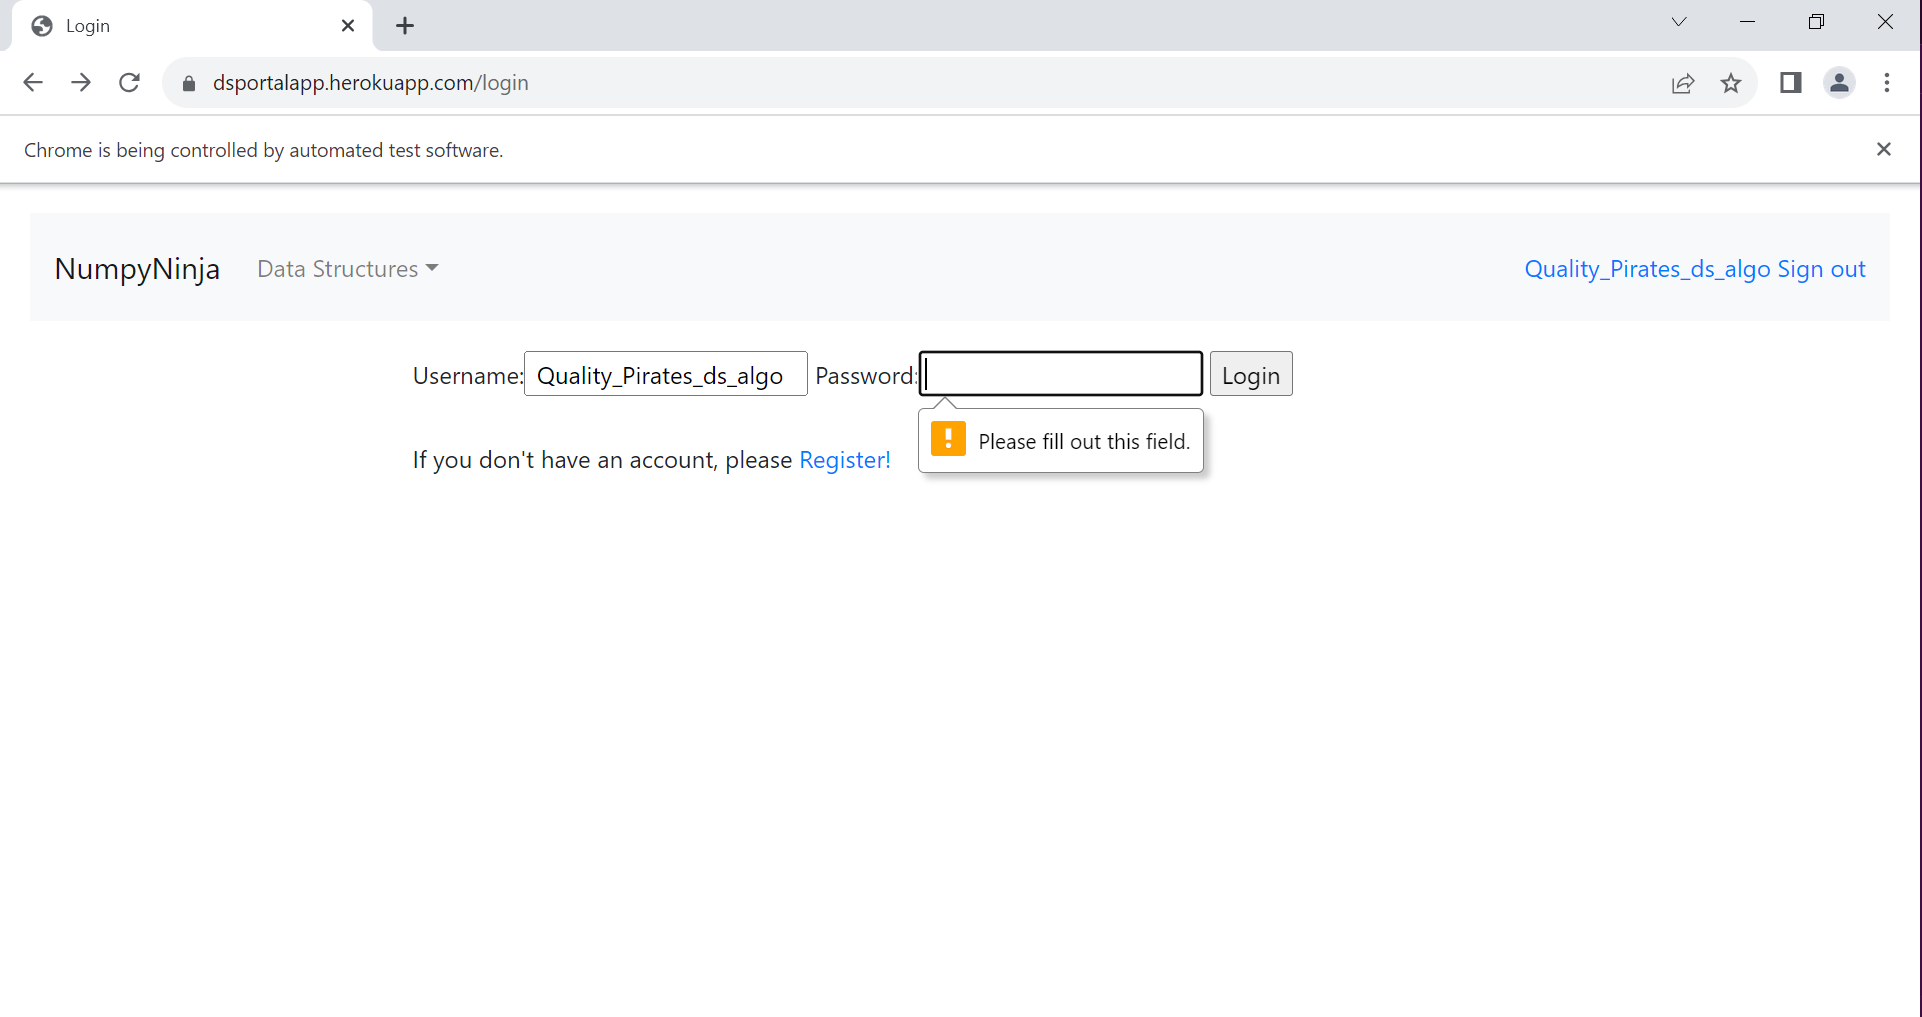 Login
dsportalapp.herokuapp.com/login
Chrome is being controlled by automated test software.
NumpyNinja Data Structures Quality_Pirates_ds_algo Sign out
Username: Quality_Pirates_ds_algo Password: Login
Please fill out this field.
If you don't have an account, please Register!